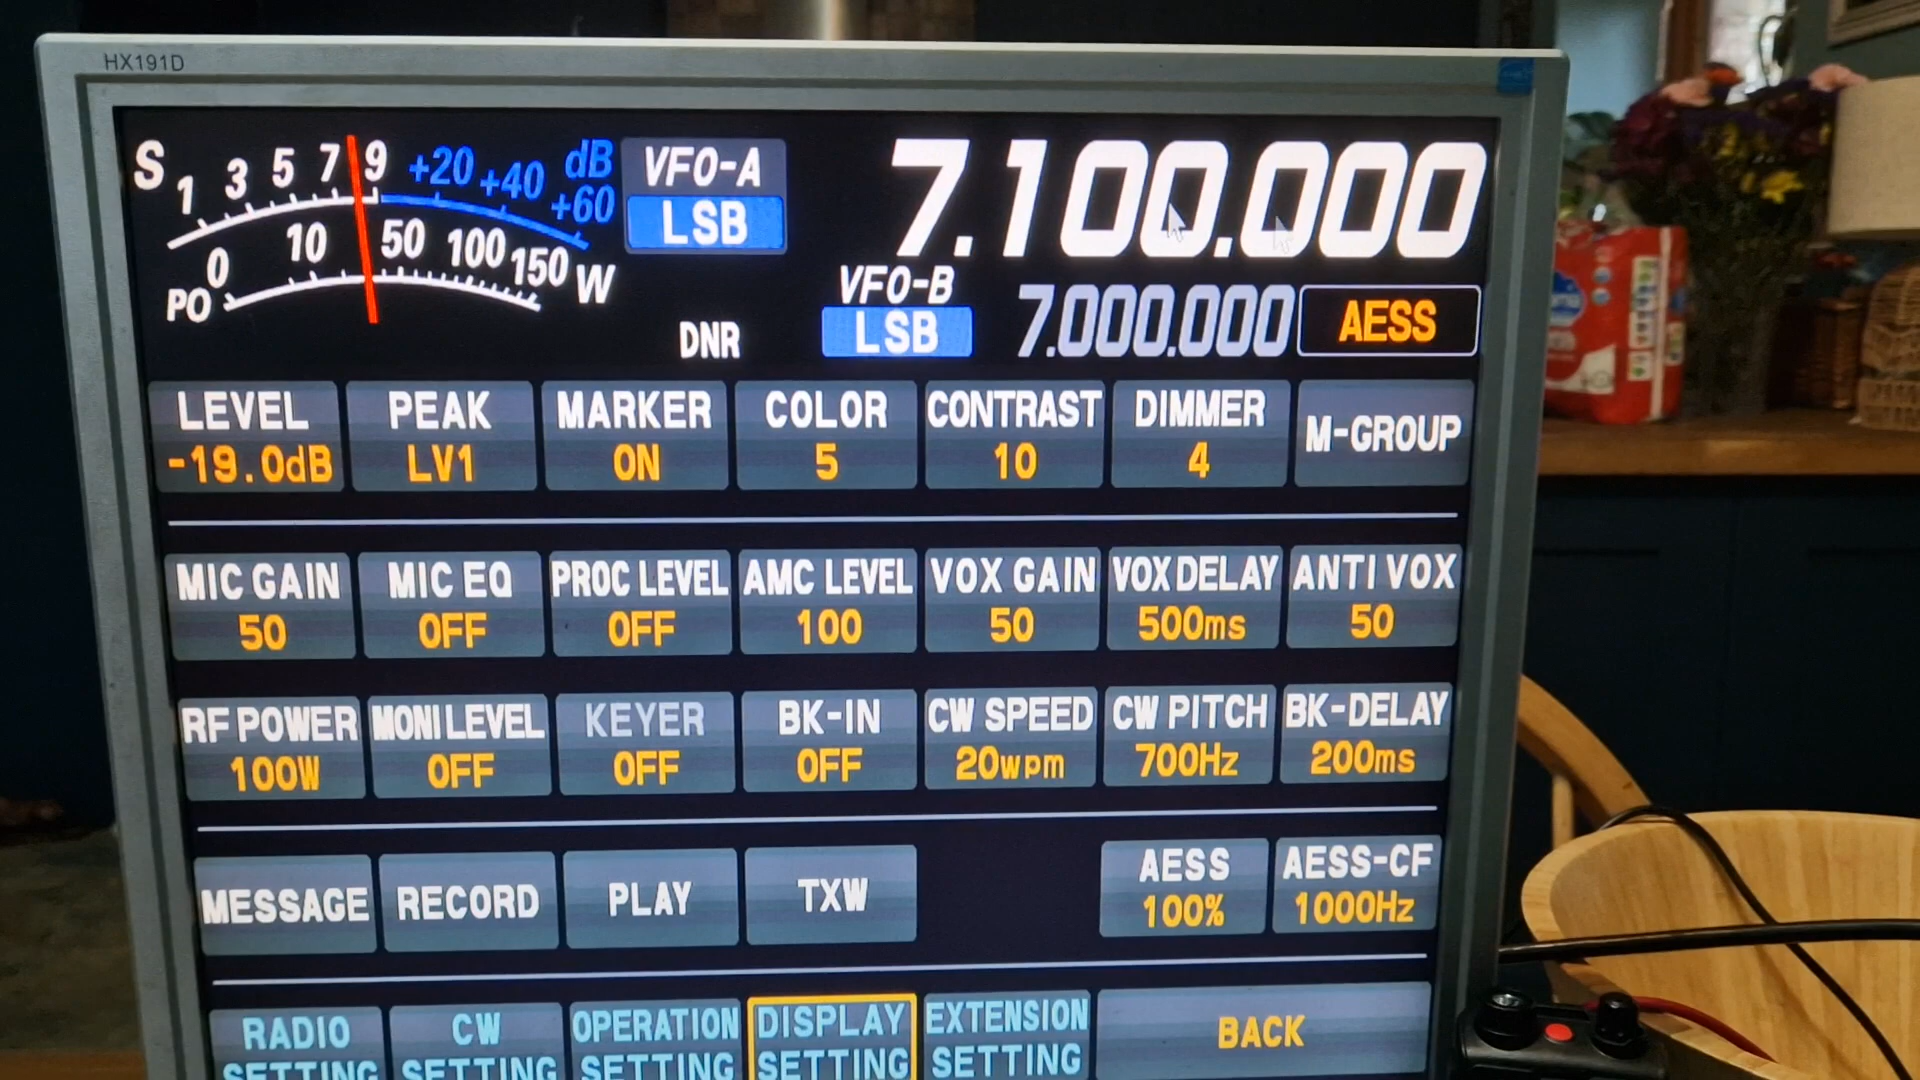 HX191D
S 1 3 5 7 9 +20 +40 +60 dB
PO 0 10 50 100 150 W
VFO-A
LSB
7.100.000
DNR
VFO-B
LSB
7.000.000
AESS
LEVEL
-19.0dB
PEAK
LV1
MARKER
ON
COLOR
5
CONTRAST
10
DIMMER
4
M-GROUP
MIC GAIN
50
MIC EQ
OFF
PROC LEVEL
OFF
AMC LEVEL
100
VOX GAIN
50
VOX DELAY
500ms
ANTI VOX
50
RF POWER
100W
MONI LEVEL
OFF
KEYER
OFF
BK-IN
OFF
CW SPEED
20wpm
CW PITCH
700Hz
BK-DELAY
200ms
MESSAGE
RECORD
PLAY
TXW
AESS
100%
AESS-CF
1000Hz
RADIO
SETTING
CW
SETTING
OPERATION
SETTING
DISPLAY
SETTING
EXTENSION
SETTING
BACK